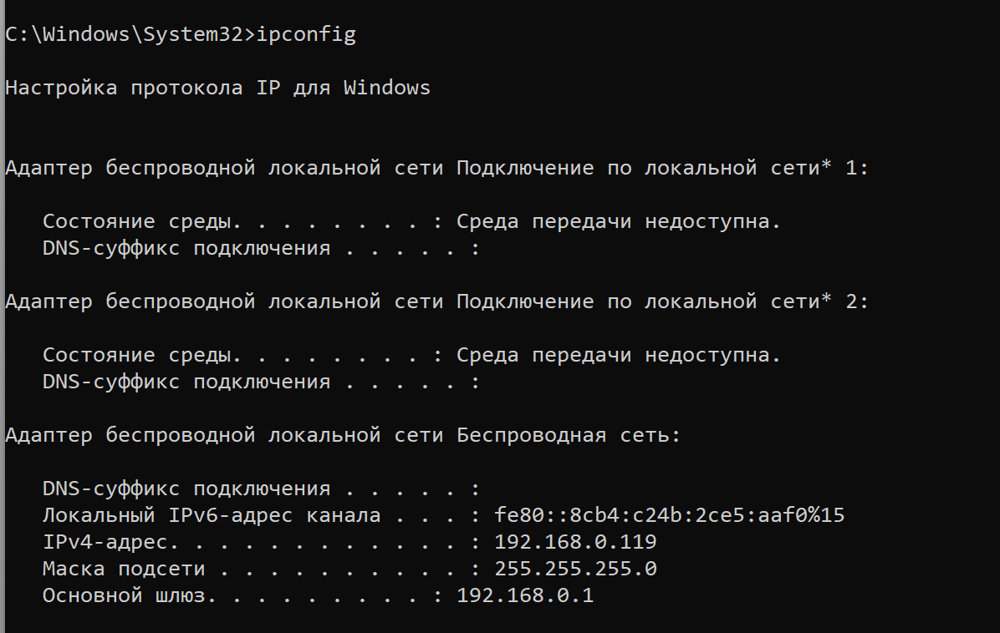 C:\Windows\System32>ipconfig
Настройка протокола IP для Windows
Адаптер беспроводной локальной сети Подключение по локальной сети* 1:
Состояние среды. . . . . . . . : Среда передачи недоступна.
DNS-суффикс подключения . . . . . :
Адаптер беспроводной локальной сети Подключение по локальной сети* 2:
Состояние среды. . . . . . . . : Среда передачи недоступна.
DNS-суффикс подключения . . . . . :
Адаптер беспроводной локальной сети Беспроводная сеть:
DNS-суффикс подключения . . . . . :
Локальный IPv6-адрес канала . . . : fe80::8cb4:c24b:2ce5:aaf0%15
IPv4-адрес. . . . . . . . . . . . : 192.168.0.119
Маска подсети . . . . . . . . . . : 255.255.255.0
Основной шлюз. . . . . . . . . : 192.168.0.1